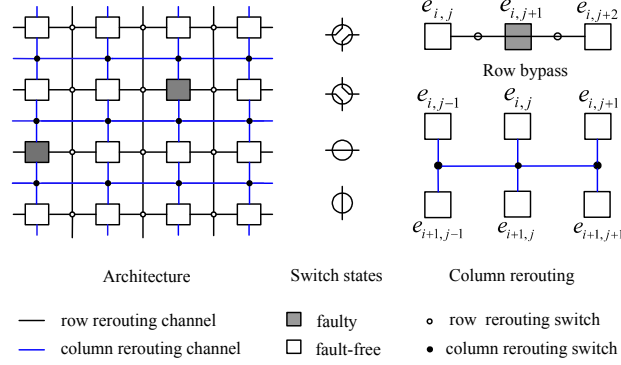 e_{i,j} e_{i,j+1} e_{i,j+2}
Row bypass
e_{i,j-1} e_{i,j} e_{i,j+1}
e_{i+1,j-1} e_{i+1,j} e_{i+1,j+1}
Architecture Switch states Column rerouting
row rerouting channel faulty row rerouting switch
column rerouting channel fault-free column rerouting switch